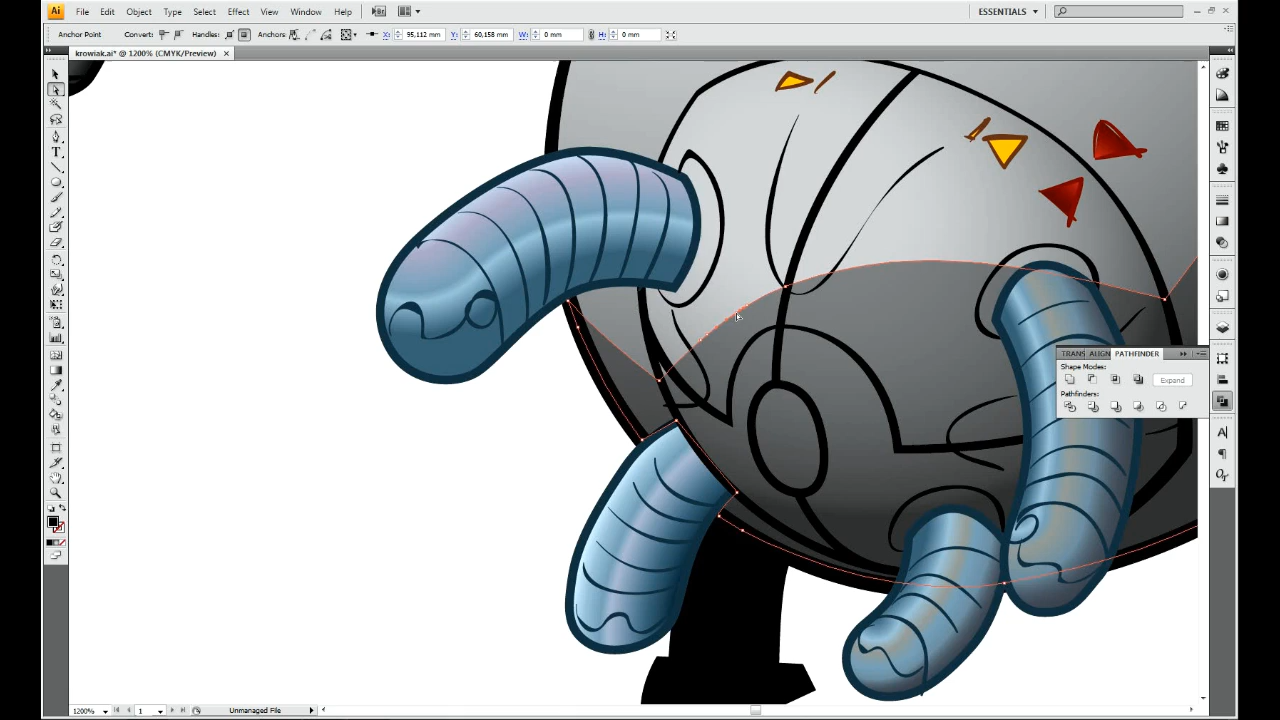 Ai File Edit Object Type Select Effect View Window Help Br ESSENTIALS
Anchor Point Convert: Handles: Anchors: X: 95,112 mm Y: 60,158 mm W: 0 mm H: 0 mm
krowiak.ai* @ 1200% (CMYK/Preview)
TRANS ALIGN PATHFINDER
Shape Modes:
Expand
Pathfinders:
1200% 1 Unmanaged File